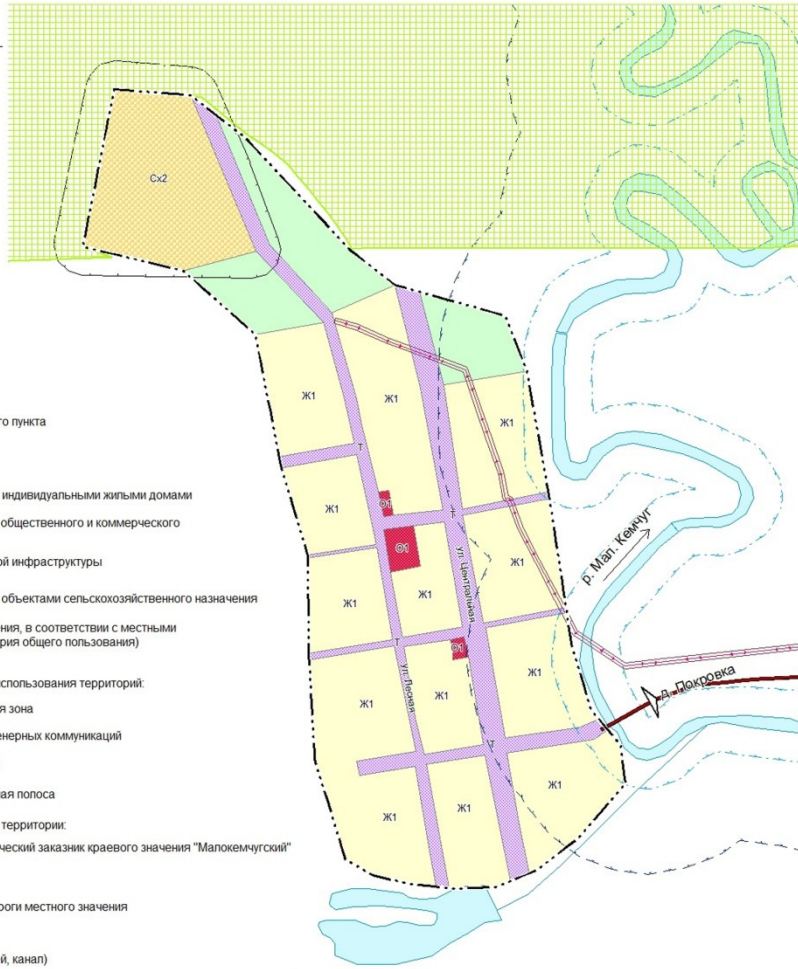 го пункта
индивидуальными жилыми домами
общественного и коммерческого
й инфраструктуры
объектами сельскохозяйственного назначения
ния, в соответствии с местными
рия общего пользования)
использования территорий:
я зона
енерных коммуникаций
ая полоса
территории:
ческий заказник краевого значения "Малокемчугский"
роги местного значения
й, канал)
Сх2
Ж1
Ж1
Ж1
Т
Ж1
О1
Т
О1
Ж1
Ж1
Ж1
ул. Центральная
р. Мал. Кемчуг
Т
О1
Ж1
Ж1
Ж1
ул. Лесная
д. Покровка
Т
Ж1
Ж1
Ж1